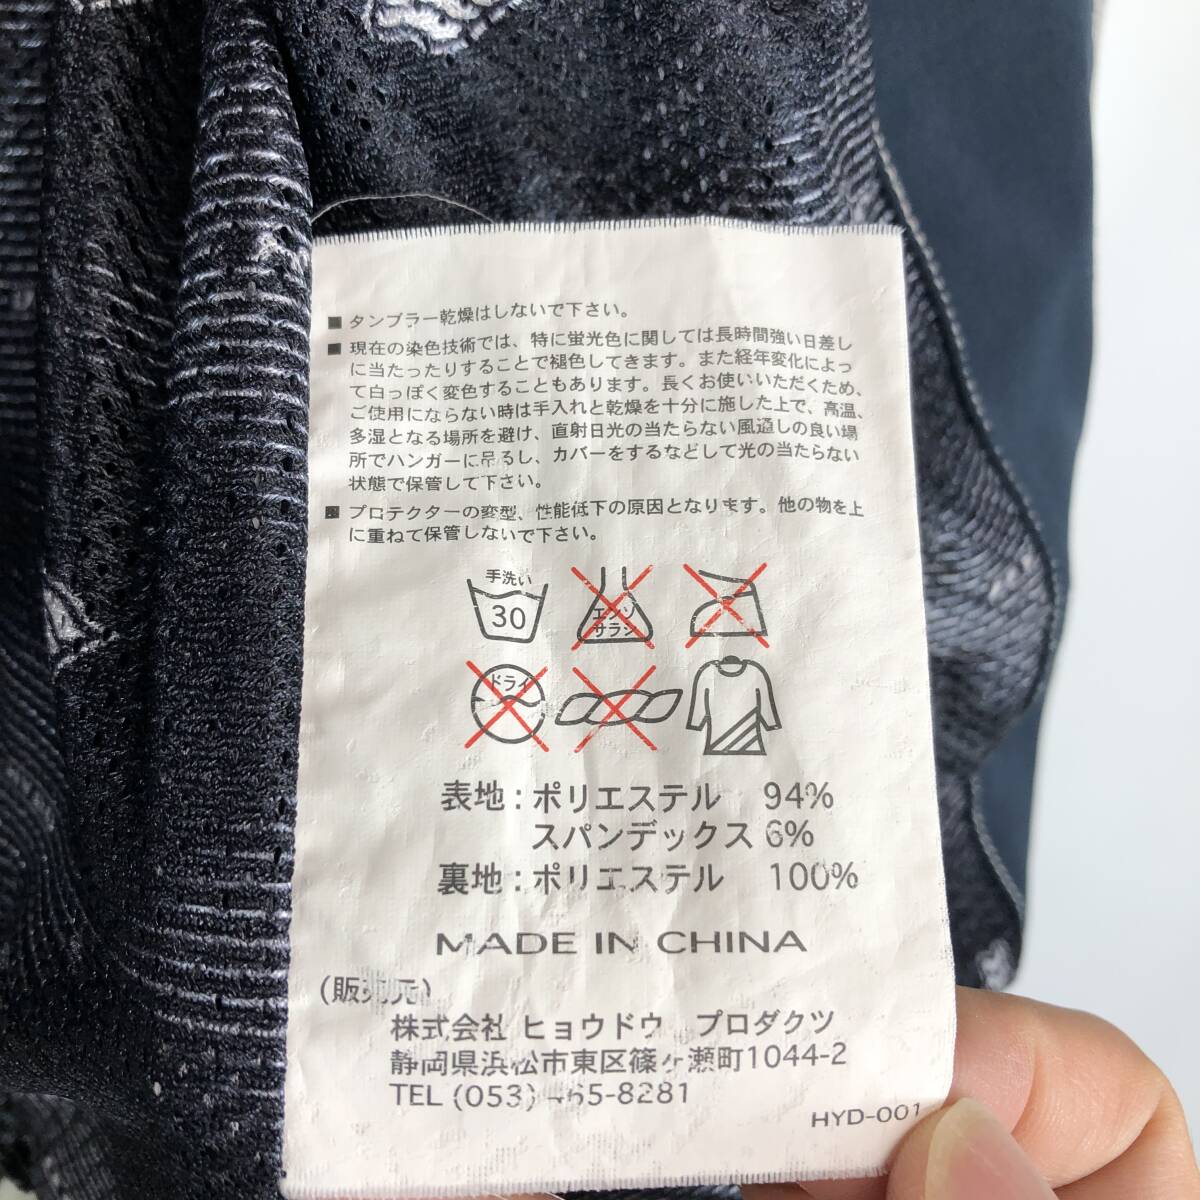 ■ タンブラー乾燥はしないで下さい。
■ 現在の染色技術では、特に蛍光色に関しては長時間強い日差し
に当たったりすることで褪色してきます。また経年変化によっ
て白っぽく変色することもあります。長くお使いいただくため、
ご使用にならない時は手入れと乾燥を十分に施した上で、高温、
多湿となる場所を避け、直射日光の当たらない風通しの良い場
所でハンガーに吊るし、カバーをするなどして光の当たらない
状態で保管して下さい。
■ プロテクターの変型、性能低下の原因となります。他の物を上
に重ねて保管しないで下さい。
手洗い
30
エンソ
サラシ
ドライ
表地：ポリエステル 94%
スパンデックス 6%
裏地：ポリエステル 100%
MADE IN CHINA
(販売元)
株式会社 ヒョウドウ プロダクツ
静岡県浜松市東区篠ヶ瀬町1044-2
TEL (053) 465-8281
HYD-001